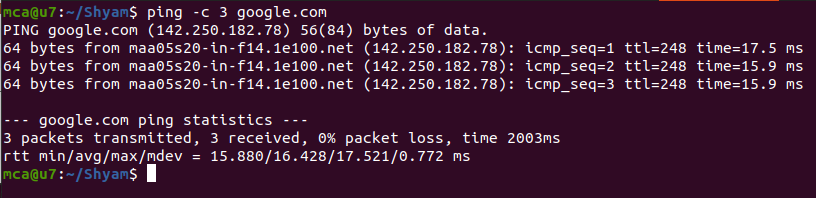 mca@u7:~/Shyam$ ping -c 3 google.com
PING google.com (142.250.182.78) 56(84) bytes of data.
64 bytes from maa05s20-in-f14.1e100.net (142.250.182.78): icmp_seq=1 ttl=248 time=17.5 ms
64 bytes from maa05s20-in-f14.1e100.net (142.250.182.78): icmp_seq=2 ttl=248 time=15.9 ms
64 bytes from maa05s20-in-f14.1e100.net (142.250.182.78): icmp_seq=3 ttl=248 time=15.9 ms

--- google.com ping statistics ---
3 packets transmitted, 3 received, 0% packet loss, time 2003ms
rtt min/avg/max/mdev = 15.880/16.428/17.521/0.772 ms
mca@u7:~/Shyam$